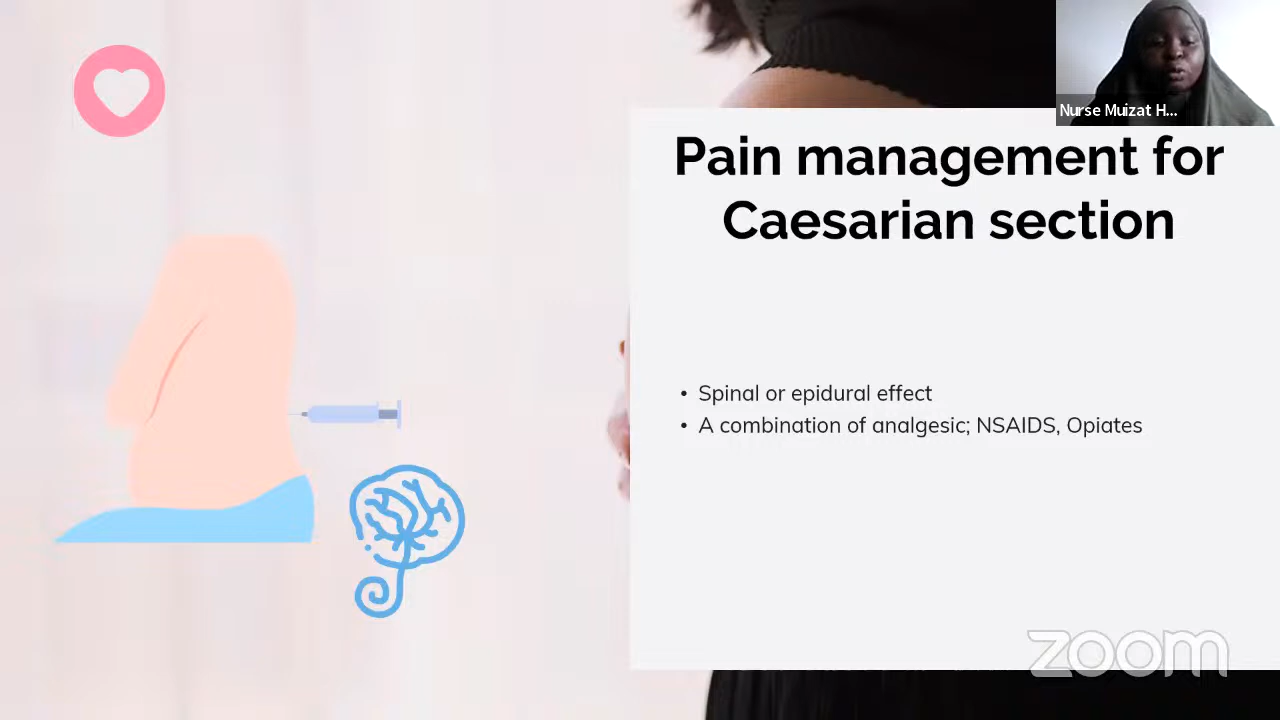 Nurse Muizat H...
Pain management for
Caesarian section
• Spinal or epidural effect
• A combination of analgesic; NSAIDS, Opiates
zoom